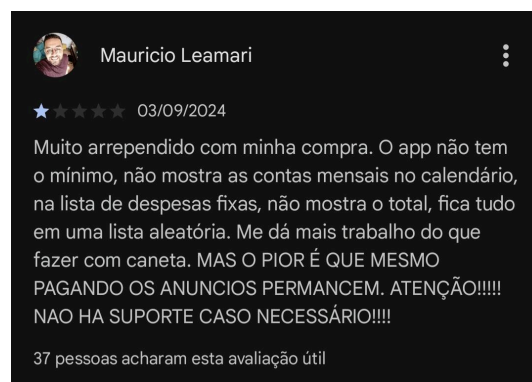 Mauricio Leamari
03/09/2024
Muito arrependido com minha compra. O app não tem
o mínimo, não mostra as contas mensais no calendário,
na lista de despesas fixas, não mostra o total, fica tudo
em uma lista aleatória. Me dá mais trabalho do que
fazer com caneta. MAS O PIOR É QUE MESMO
PAGANDO OS ANUNCIOS PERMANCEM. ATENÇÃO!!!!!
NAO HA SUPORTE CASO NECESSÁRIO!!!!
37 pessoas acharam esta avaliação útil